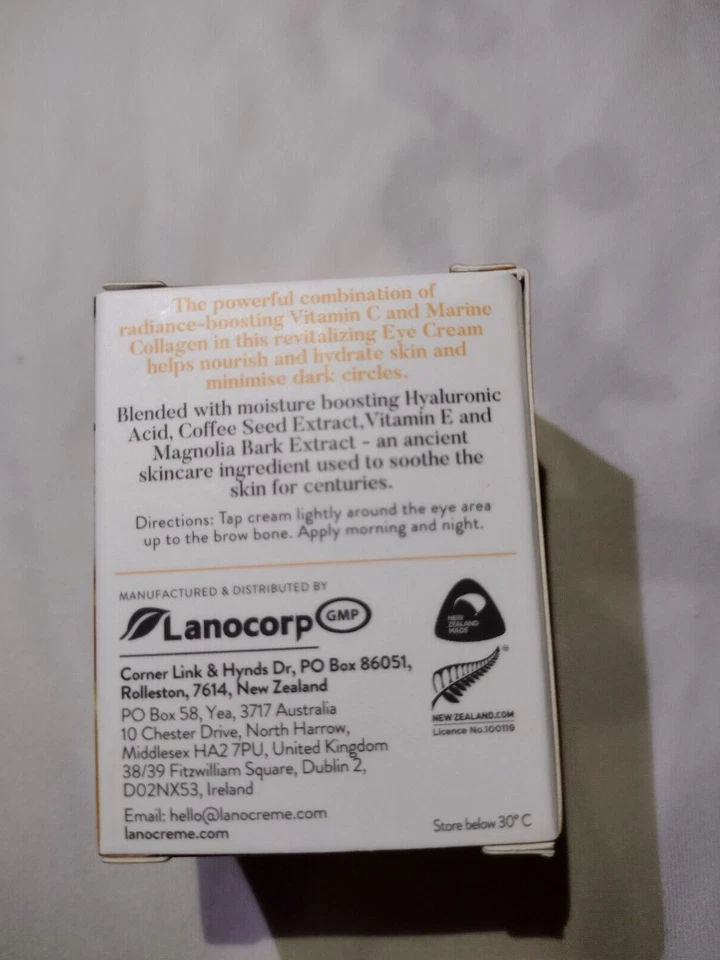 The powerful combination of
radiance-boosting Vitamin C and Marine
Collagen in this revitalizing Eye Cream
helps nourish and hydrate skin and
minimise dark circles.
Blended with moisture boosting Hyaluronic
Acid, Coffee Seed Extract,Vitamin E and
Magnolia Bark Extract - an ancient
skincare ingredient used to soothe the
skin for centuries.
Directions: Tap cream lightly around the eye area
up to the brow bone. Apply morning and night.
MANUFACTURED & DISTRIBUTED BY
Lanocorp GMP
Corner Link & Hynds Dr, PO Box 86051,
Rolleston, 7614, New Zealand
PO Box 58, Yea, 3717 Australia
10 Chester Drive, North Harrow,
Middlesex HA2 7PU, United Kingdom
38/39 Fitzwilliam Square, Dublin 2,
D02NX53, Ireland
Email: hello@lanocreme.com
lanocreme.com
NEW
ZEALAND
MADE
®
NEW ZEALAND.COM
Licence No.100119
Store below 30° C